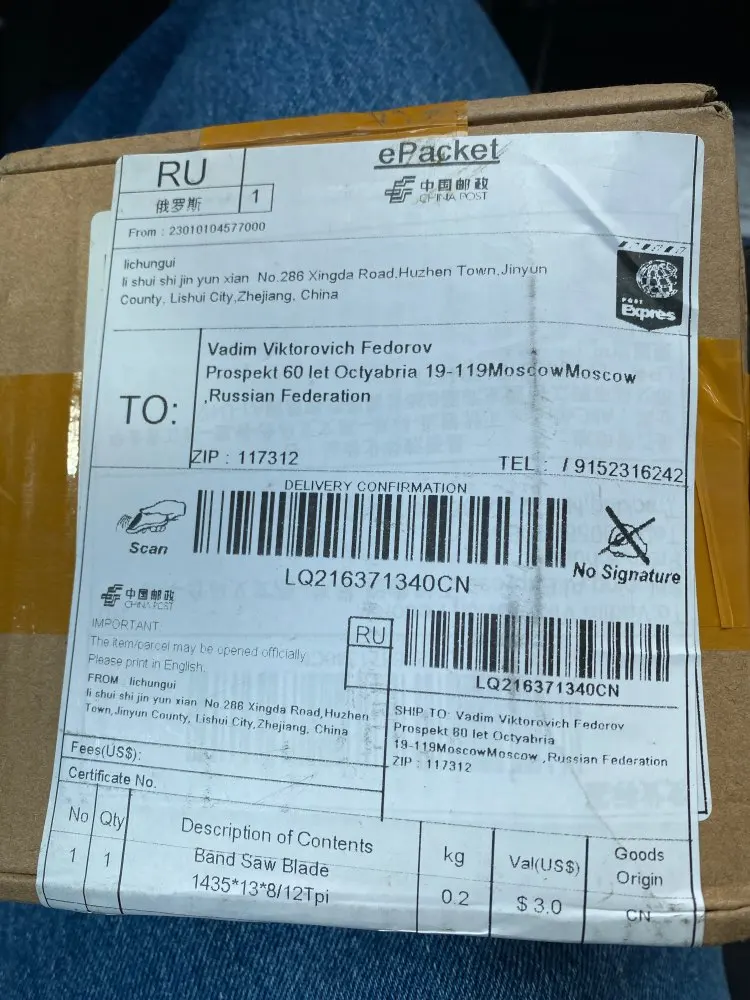 RU
俄罗斯
1
ePacket
中国邮政
CHINA POST
From : 23010104577000
lichungui
li shui shi jin yun xian No.286 Xingda Road,Huzhen Town,Jinyun
County, Lishui City,Zhejiang, China
POST
Expres
TO:
Vadim Viktorovich Fedorov
Prospekt 60 let Octyabria 19-119MoscowMoscow
,Russian Federation
ZIP : 117312
TEL : / 9152316242
DELIVERY CONFIRMATION
Scan
LQ216371340CN
No Signature
中国邮政
CHINA POST
IMPORTANT
The item/parcel may be opened officially
Please print in English.
RU
LQ216371340CN
FROM lichungui
li shui shi jin yun xian No.286 Xingda Road,Huzhen
Town,Jinyun County, Lishui City,Zhejiang, China
SHIP TO: Vadim Viktorovich Fedorov
Prospekt 60 let Octyabria
19-119MoscowMoscow ,Russian Federation
ZIP : 117312
Fees(US$):
Certificate No.
No Qty Description of Contents kg Val(US$) Goods Origin
1 1 Band Saw Blade
1435*13*8/12Tpi 0.2 $ 3.0 CN